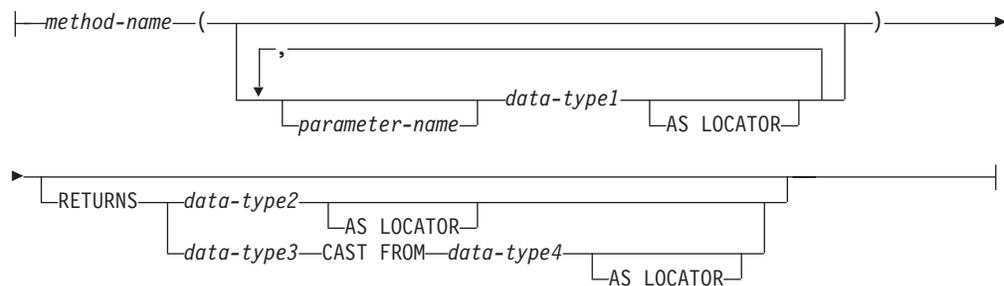 method-name ( )
,
data-type1
parameter-name AS LOCATOR
RETURNS data-type2
AS LOCATOR
data-type3 CAST FROM data-type4
AS LOCATOR